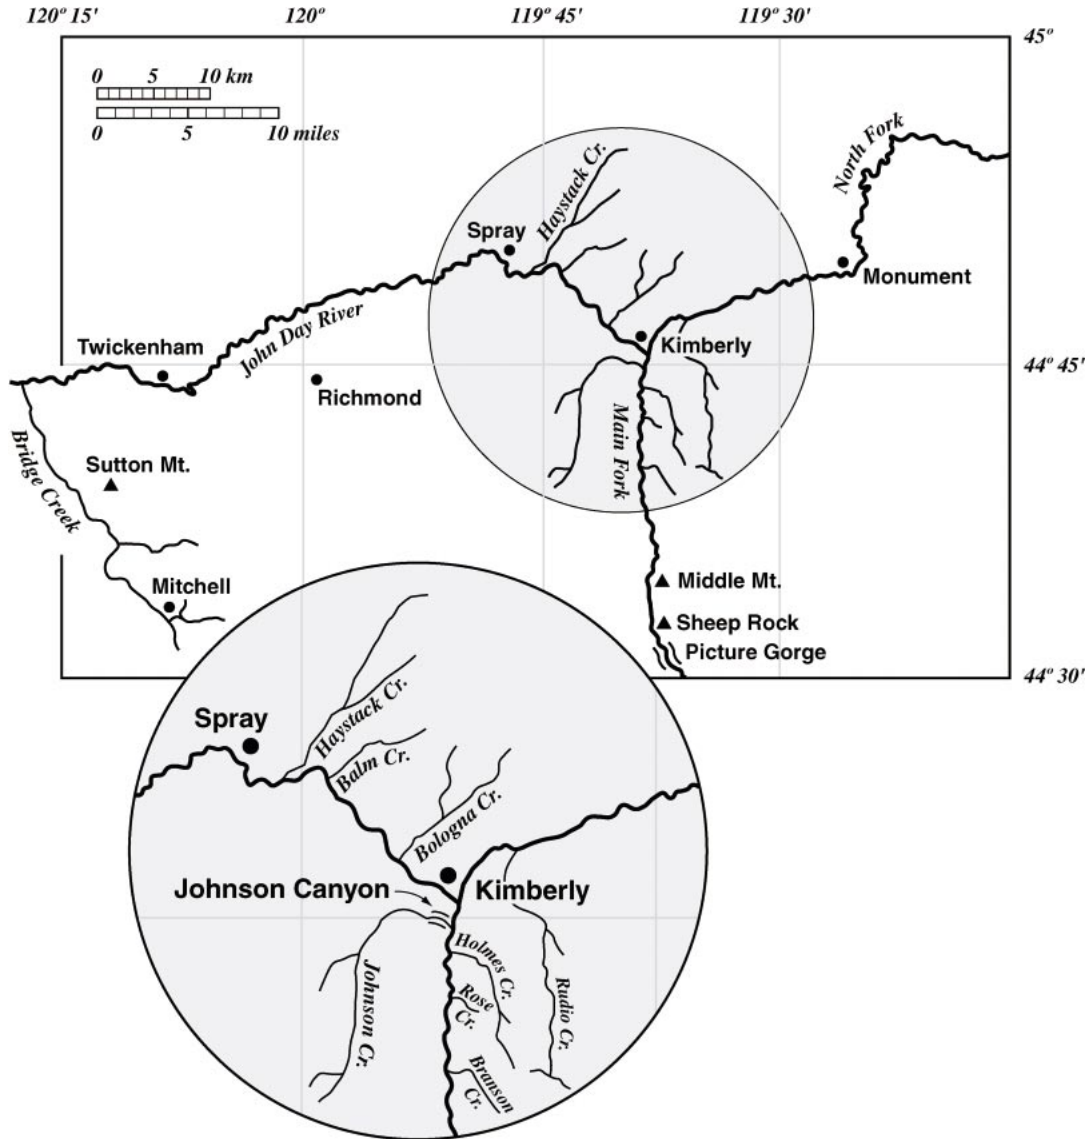 120º 15'
120º
119º 45'
119º 30'
45º
0 5 10 km
0 5 10 miles
North Fork
Haystack Cr.
Spray
Monument
John Day River
Twickenham
Kimberly
44º 45'
Richmond
Main Fork
Bridge Creek
Sutton Mt.
Mitchell
Middle Mt.
Sheep Rock
Picture Gorge
44º 30'
Spray
Haystack Cr.
Balm Cr.
Bologna Cr.
Johnson Canyon
Kimberly
Johnson Cr.
Holmes Cr.
Rose
Cr.
Rudio Cr.
Branson
Cr.